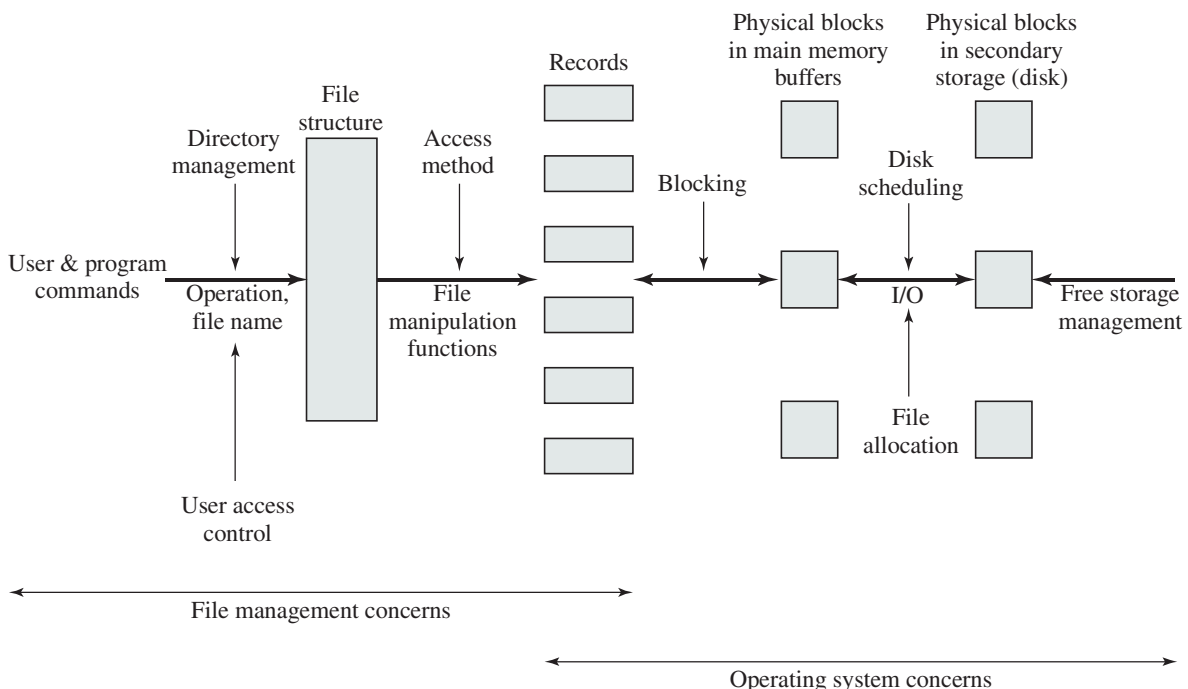 Physical blocks
in main memory
buffers
Physical blocks
in secondary
storage (disk)
Records
File
structure
Directory
management
Access
method
Blocking
Disk
scheduling
User & program
commands
Operation,
file name
File
manipulation
functions
I/O
Free storage
management
File
allocation
User access
control
File management concerns
Operating system concerns